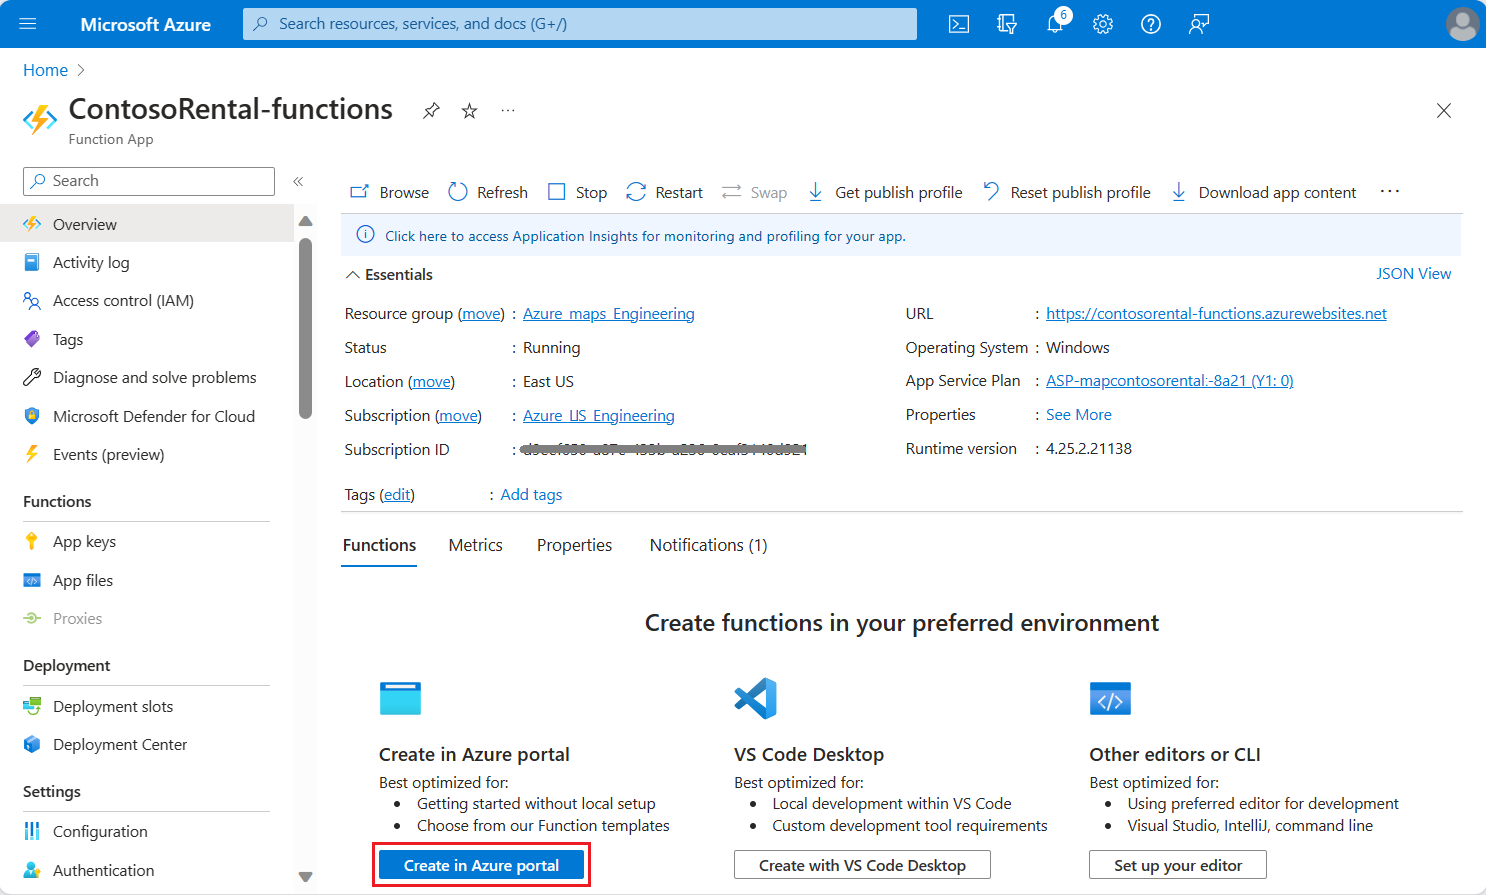 Microsoft Azure
Search resources, services, and docs (G+/)
6
Home
ContosoRental-functions
Function App
Search
Overview
Activity log
Access control (IAM)
Tags
Diagnose and solve problems
Microsoft Defender for Cloud
Events (preview)
Functions
App keys
App files
Proxies
Deployment
Deployment slots
Deployment Center
Settings
Configuration
Authentication
Browse Refresh Stop Restart Swap Get publish profile Reset publish profile Download app content
Click here to access Application Insights for monitoring and profiling for your app.
Essentials
JSON View
Resource group (move) : Azure_maps_Engineering
Status : Running
Location (move) : East US
Subscription (move) : Azure_US_Engineering
Subscription ID :
Tags (edit) : Add tags
URL : https://contosorental-functions.azurewebsites.net
Operating System : Windows
App Service Plan : ASP-mapcontosorental:-8a21 (Y1: 0)
Properties : See More
Runtime version : 4.25.2.21138
Functions Metrics Properties Notifications (1)
Create functions in your preferred environment
Create in Azure portal
Best optimized for:
• Getting started without local setup
• Choose from our Function templates
Create in Azure portal
VS Code Desktop
Best optimized for:
• Local development within VS Code
• Custom development tool requirements
Create with VS Code Desktop
Other editors or CLI
Best optimized for:
• Using preferred editor for development
• Visual Studio, IntelliJ, command line
Set up your editor